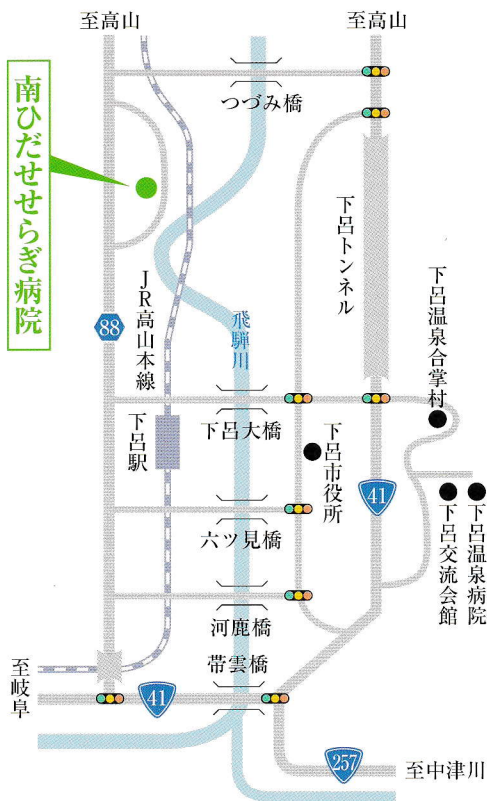 至高山
至高山
つづみ橋
南ひだせせらぎ病院
下呂トンネル
下呂温泉合掌村
JR高山本線
88
飛騨川
下呂大橋
下呂駅
下呂市役所
41
六ツ見橋
下呂交流会館
下呂温泉病院
河鹿橋
帯雲橋
至岐阜
41
257
至中津川